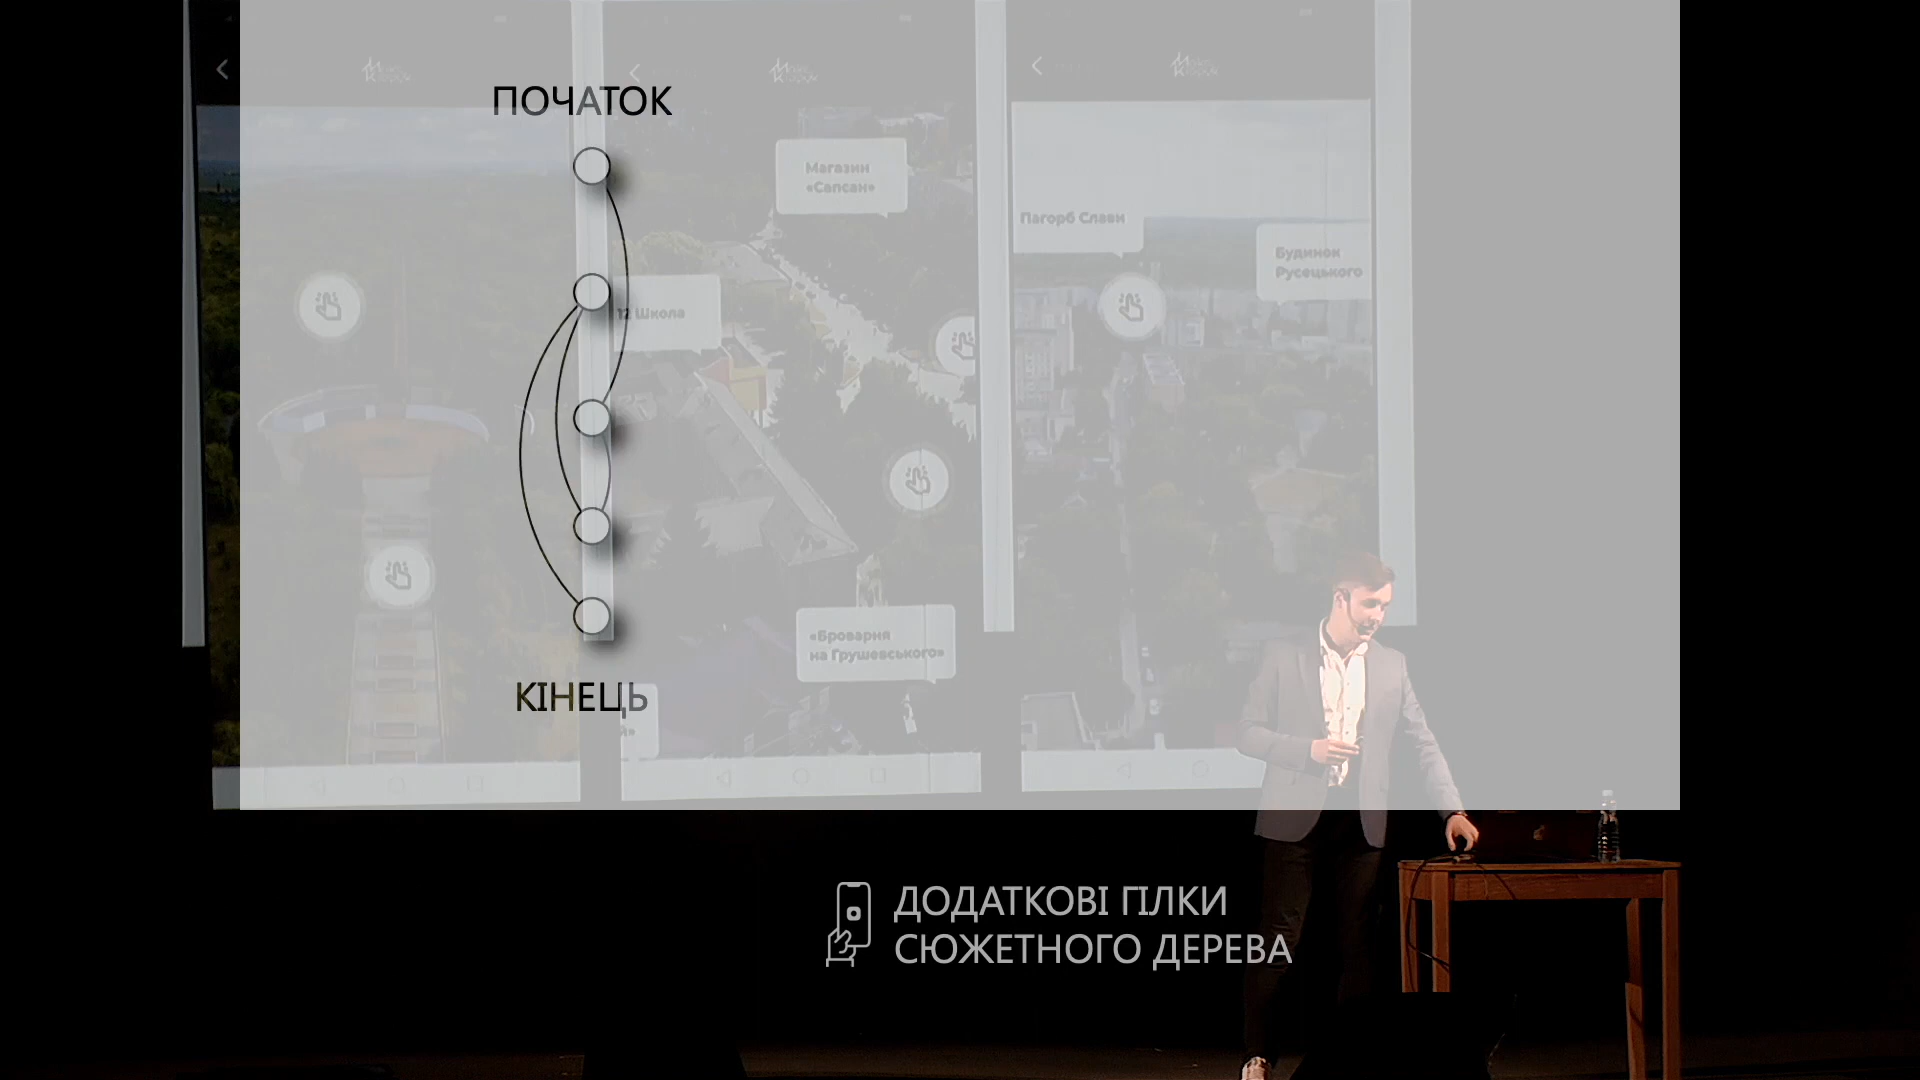 ПОЧАТОК
Магазин
«Сапсан»
Пагорб Слави
Будинок
Русецького
12 Школа
«Броварня
на Грушевського»
КІНЕЦЬ
й»
ДОДАТКОВІ ГІЛКИ
СЮЖЕТНОГО ДЕРЕВА